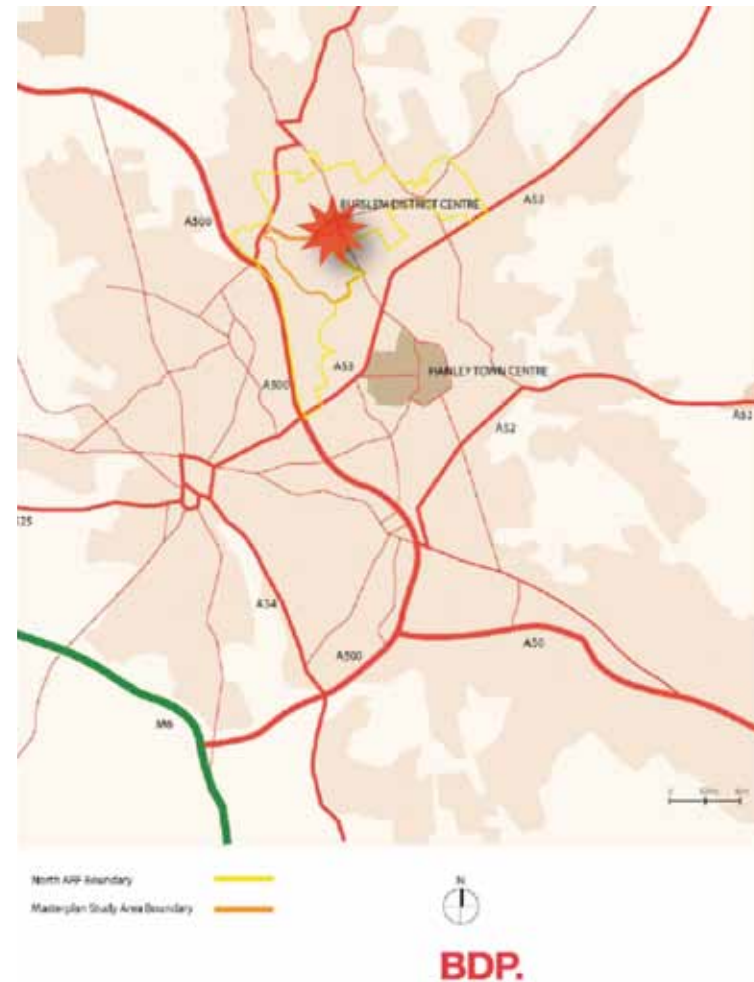 BURSLEM DISTRICT CENTRE
A53
A500
A53
A500
HANLEY TOWN CENTRE
A52
A52
A34
A500
A50
M6
North ARF Boundary
Masterplan Study Area Boundary
N
BDP.